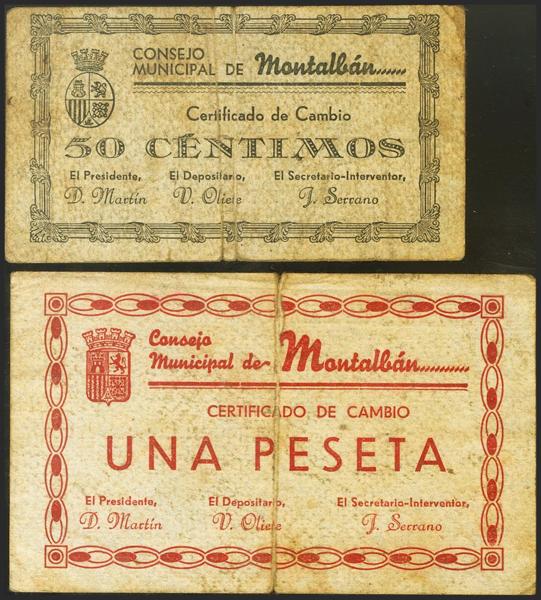 CONSEJO
MUNICIPAL DE Montalbán......
Certificado de Cambio
50 CÉNTIMOS
El Presidente, El Depositario, El Secretario-Interventor,
D. Martín V. Oliete J. Serrano
Consejo
Municipal de Montalbán...........
CERTIFICADO DE CAMBIO
UNA PESETA
El Presidente, El Depositario, El Secretario-Interventor,
D. Martín V. Oliete J. Serrano